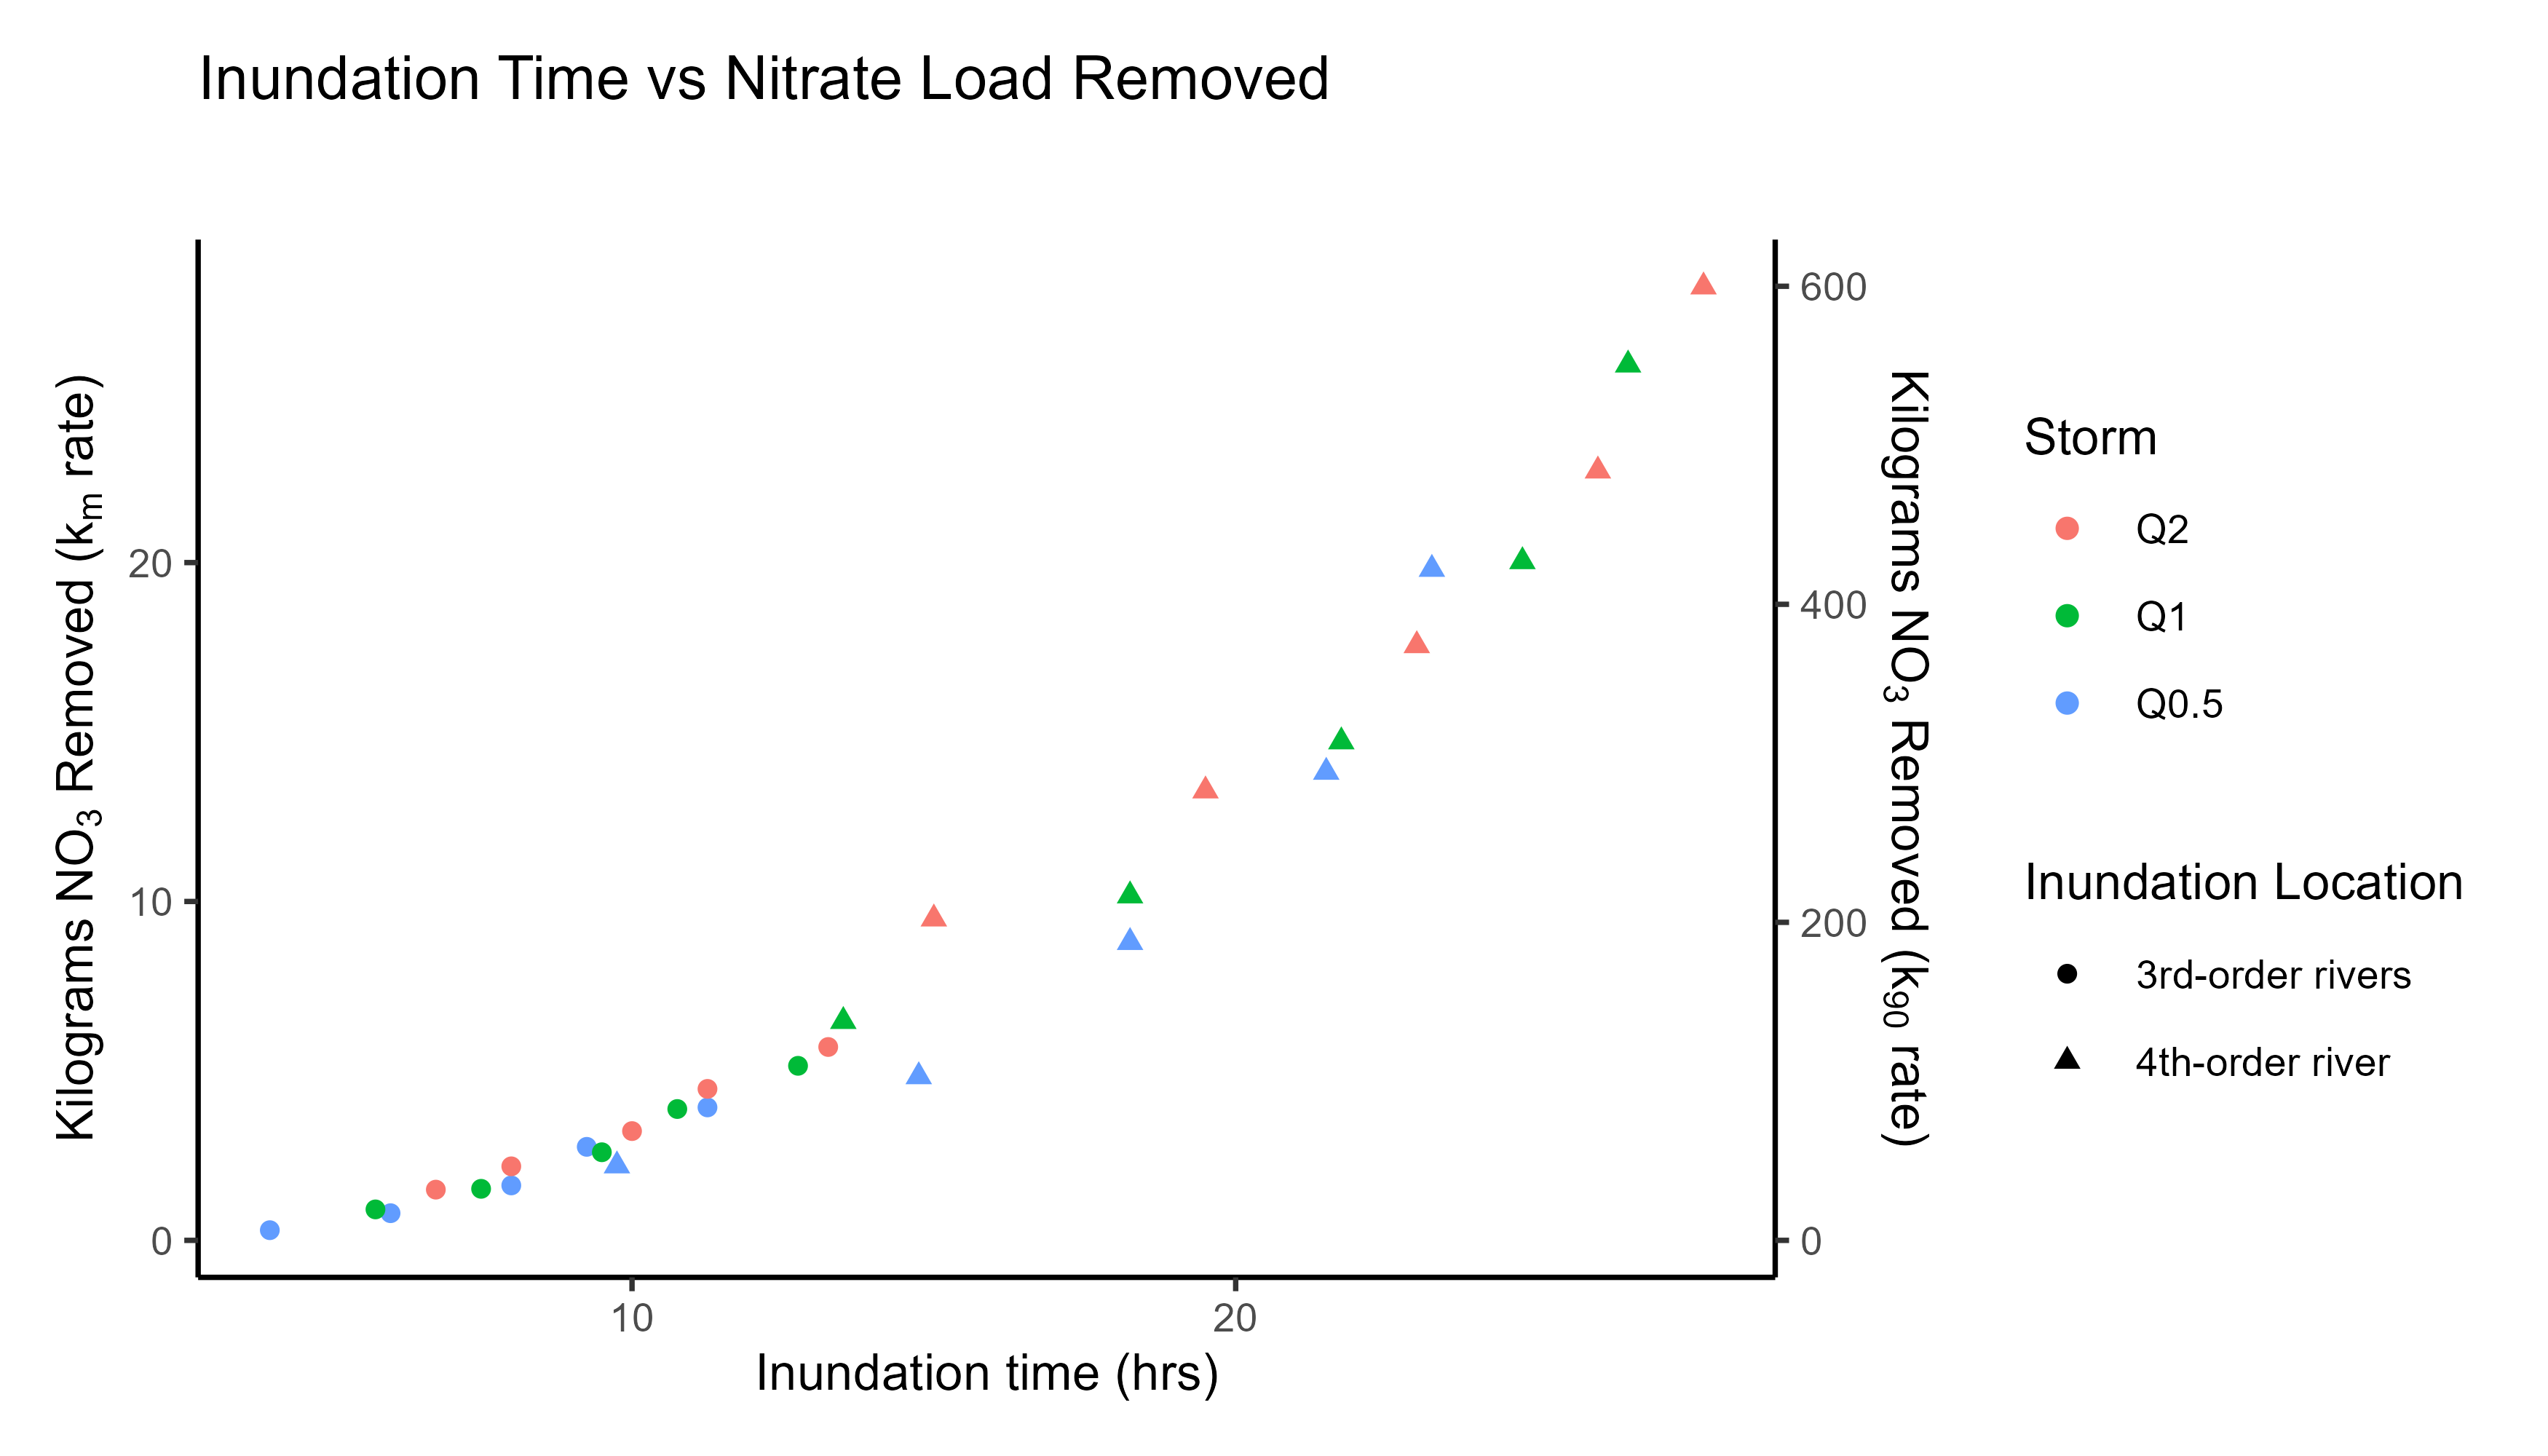 Inundation Time vs Nitrate Load Removed
Kilograms NO₃ Removed (kₘ rate)
20
10
0
10
20
Inundation time (hrs)
600
400
200
0
Kilograms NO₃ Removed (k₉₀ rate)
Storm
Q2
Q1
Q0.5
Inundation Location
3rd-order rivers
4th-order river